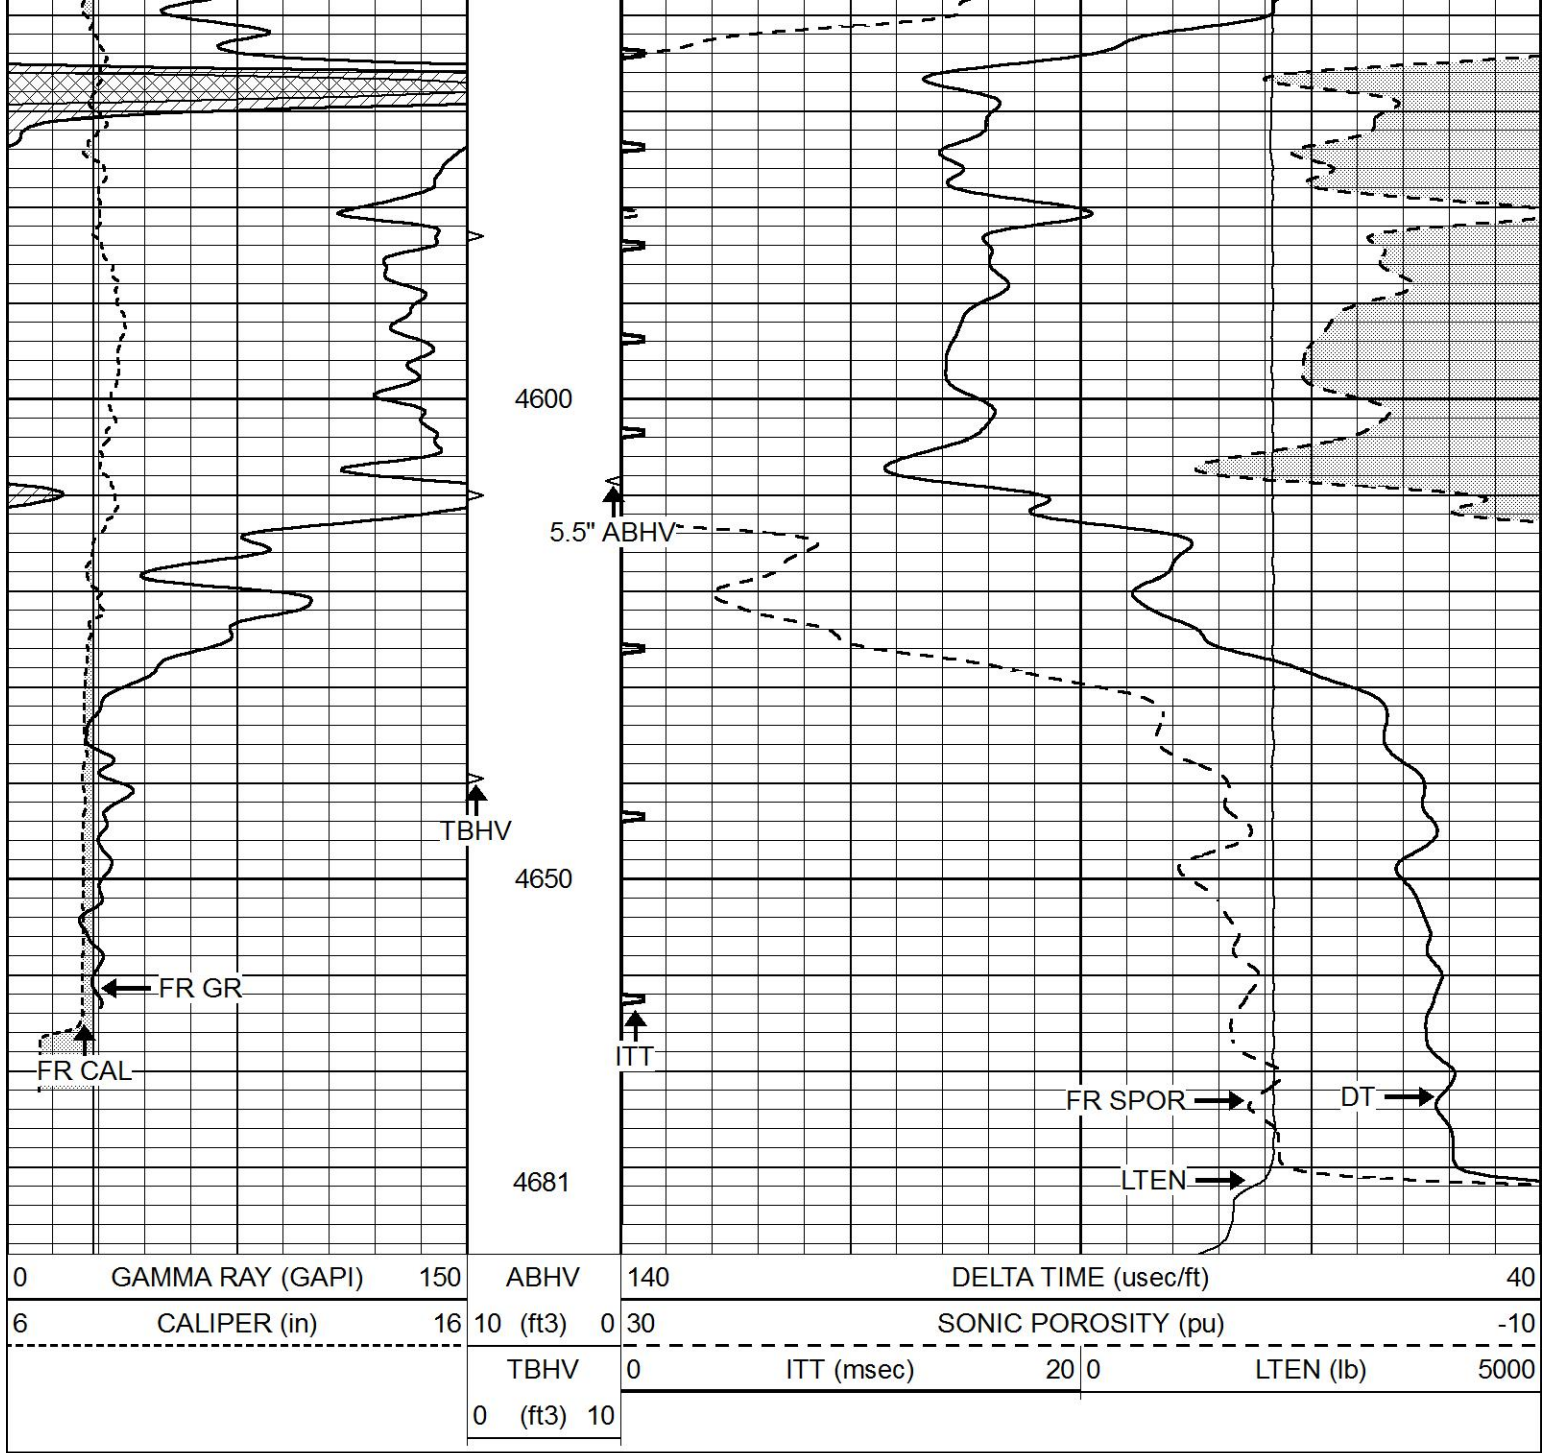 4600
5.5" ABHV
TBHV
4650
FR GR
ITT
FR CAL
FR SPOR
DT
4681
LTEN
0 GAMMA RAY (GAPI) 150 ABHV 140 DELTA TIME (usec/ft) 40
6 CALIPER (in) 16 10 (ft3) 0 30 SONIC POROSITY (pu) -10
TBHV 0 ITT (msec) 20 0 LTEN (lb) 5000
0 (ft3) 10